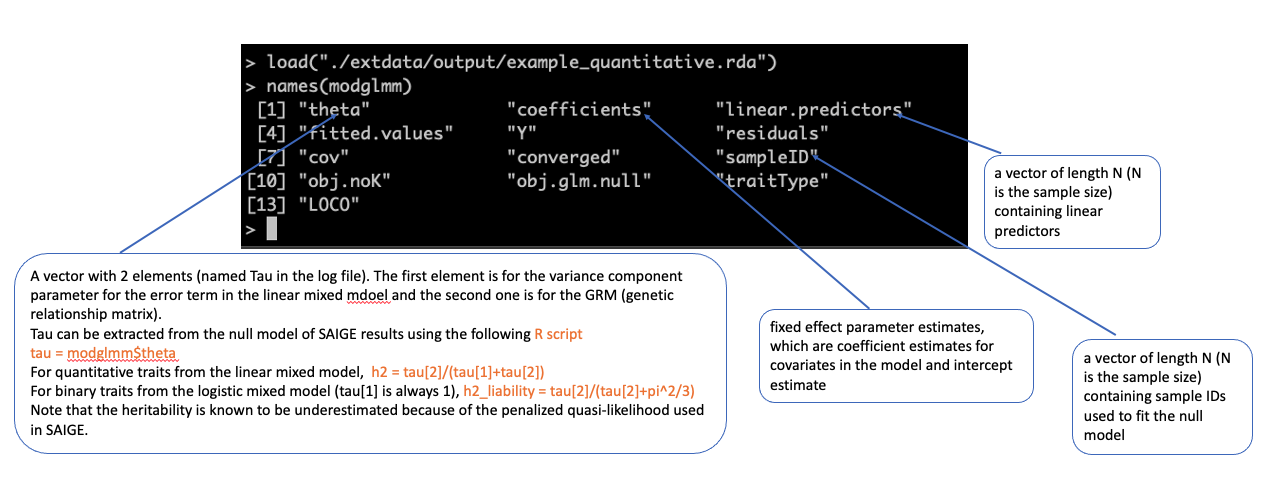 > load("./extdata/output/example_quantitative.rda")
> names(modglmm)
[1] "theta" "coefficients" "linear.predictors"
[4] "fitted.values" "Y" "residuals"
[7] "cov" "converged" "sampleID"
[10] "obj.noK" "obj.glm.null" "traitType"
[13] "LOCO"
>
a vector of length N (N
is the sample size)
containing linear
predictors
A vector with 2 elements (named Tau in the log file). The first element is for the variance component
parameter for the error term in the linear mixed mdoel and the second one is for the GRM (genetic
relationship matrix).
Tau can be extracted from the null model of SAIGE results using the following R script
tau = modglmm$theta
For quantitative traits from the linear mixed model, h2 = tau[2]/(tau[1]+tau[2])
For binary traits from the logistic mixed model (tau[1] is always 1), h2_liability = tau[2]/(tau[2]+pi^2/3)
Note that the heritability is known to be underestimated because of the penalized quasi-likelihood used
in SAIGE.
fixed effect parameter estimates,
which are coefficient estimates for
covariates in the model and intercept
estimate
a vector of length N (N
is the sample size)
containing sample IDs
used to fit the null
model